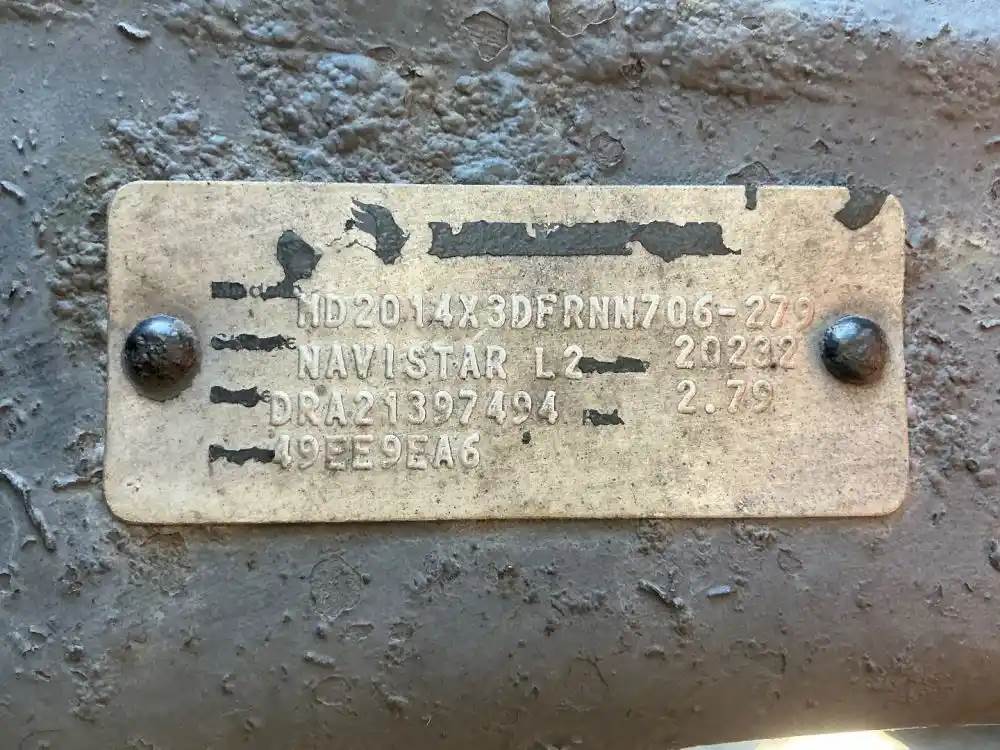 MD2014X3DFRNN706-279
NAVISTAR L2 20232
DRA21397494 2.79
49EE9EA6